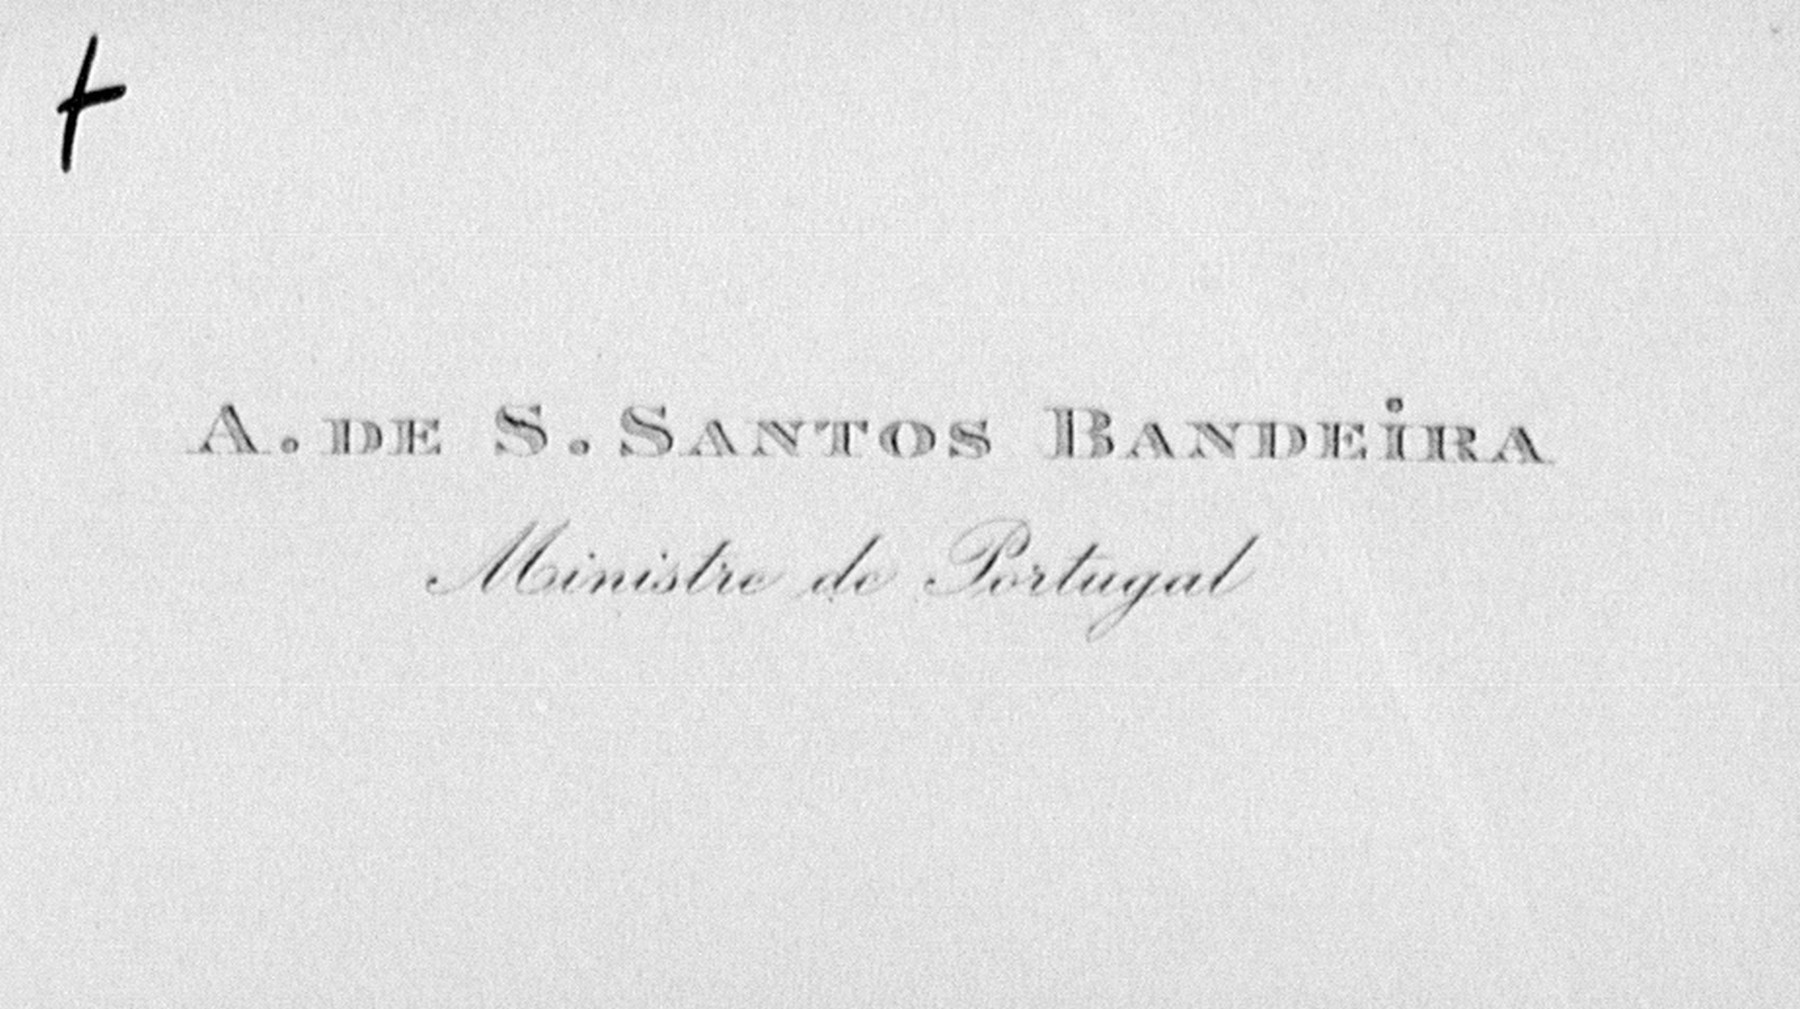 A. DE S. SANTOS BANDEiRA
Ministre de Portugal